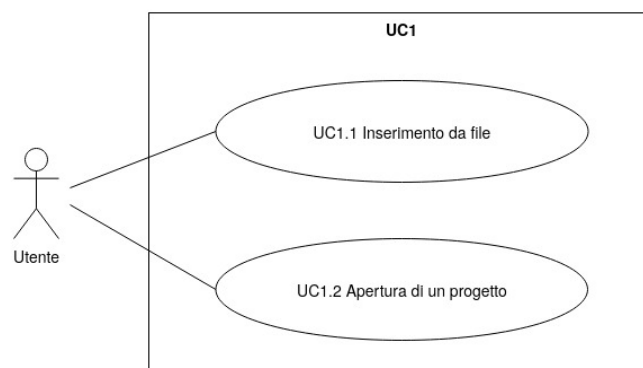 UC1
UC1.1 Inserimento da file
Utente
UC1.2 Apertura di un progetto